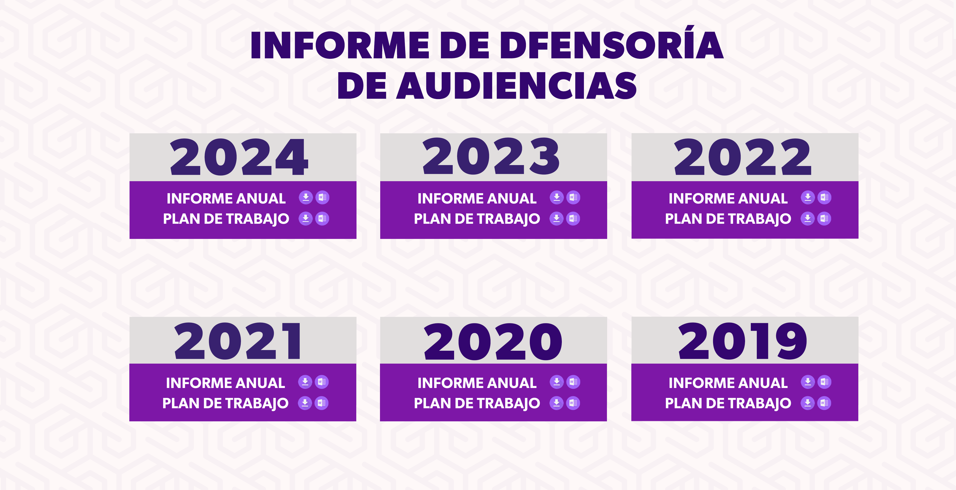 INFORME DE DFENSORÍA
DE AUDIENCIAS
2024
INFORME ANUAL
PLAN DE TRABAJO
2023
INFORME ANUAL
PLAN DE TRABAJO
2022
INFORME ANUAL
PLAN DE TRABAJO
2021
INFORME ANUAL
PLAN DE TRABAJO
2020
INFORME ANUAL
PLAN DE TRABAJO
2019
INFORME ANUAL
PLAN DE TRABAJO